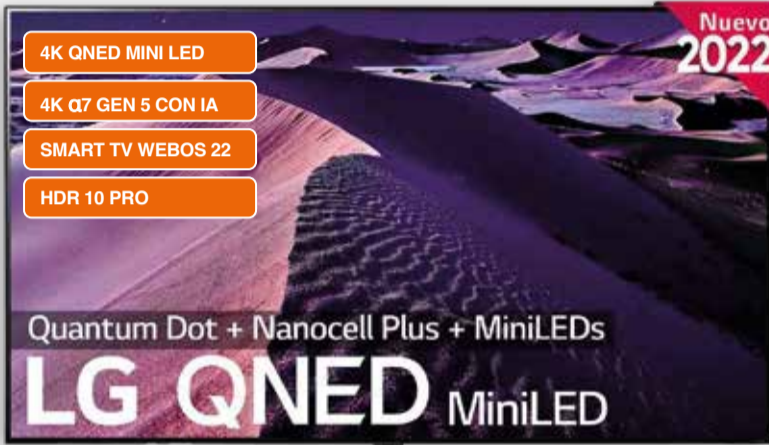 Nuevo
2022
4K QNED MINI LED
4K α7 GEN 5 CON IA
SMART TV WEBOS 22
HDR 10 PRO
Quantum Dot + Nanocell Plus + MiniLEDs
LG QNED MiniLED